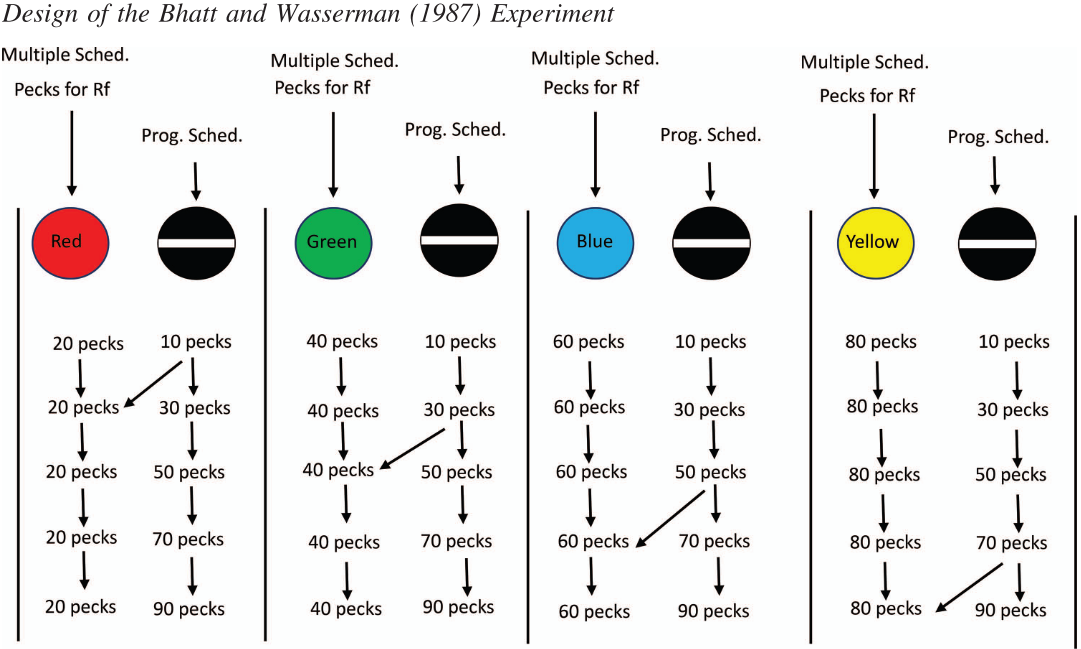 Design of the Bhatt and Wasserman (1987) Experiment
Multiple Sched.
Pecks for Rf
Prog. Sched.
Red
20 pecks
10 pecks
20 pecks
30 pecks
20 pecks
50 pecks
20 pecks
70 pecks
20 pecks
90 pecks
Multiple Sched.
Pecks for Rf
Prog. Sched.
Green
40 pecks
10 pecks
40 pecks
30 pecks
40 pecks
50 pecks
40 pecks
70 pecks
40 pecks
90 pecks
Multiple Sched.
Pecks for Rf
Prog. Sched.
Blue
60 pecks
10 pecks
60 pecks
30 pecks
60 pecks
50 pecks
60 pecks
70 pecks
60 pecks
90 pecks
Multiple Sched.
Pecks for Rf
Prog. Sched.
Yellow
80 pecks
10 pecks
80 pecks
30 pecks
80 pecks
50 pecks
80 pecks
70 pecks
80 pecks
90 pecks